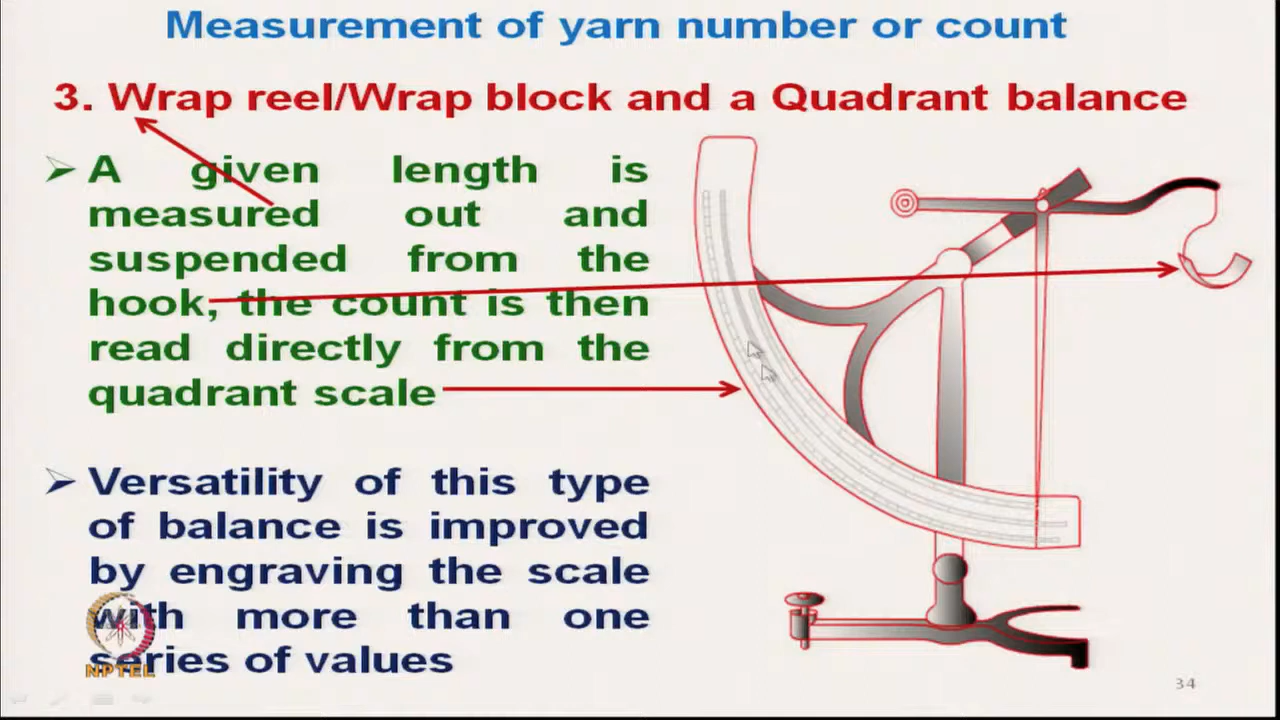 Measurement of yarn number or count
3. Wrap reel/Wrap block and a Quadrant balance
A given length is
measured out and
suspended from the
hook, the count is then
read directly from the
quadrant scale
Versatility of this type
of balance is improved
by engraving the scale
with more than one
series of values
NPTEL
34